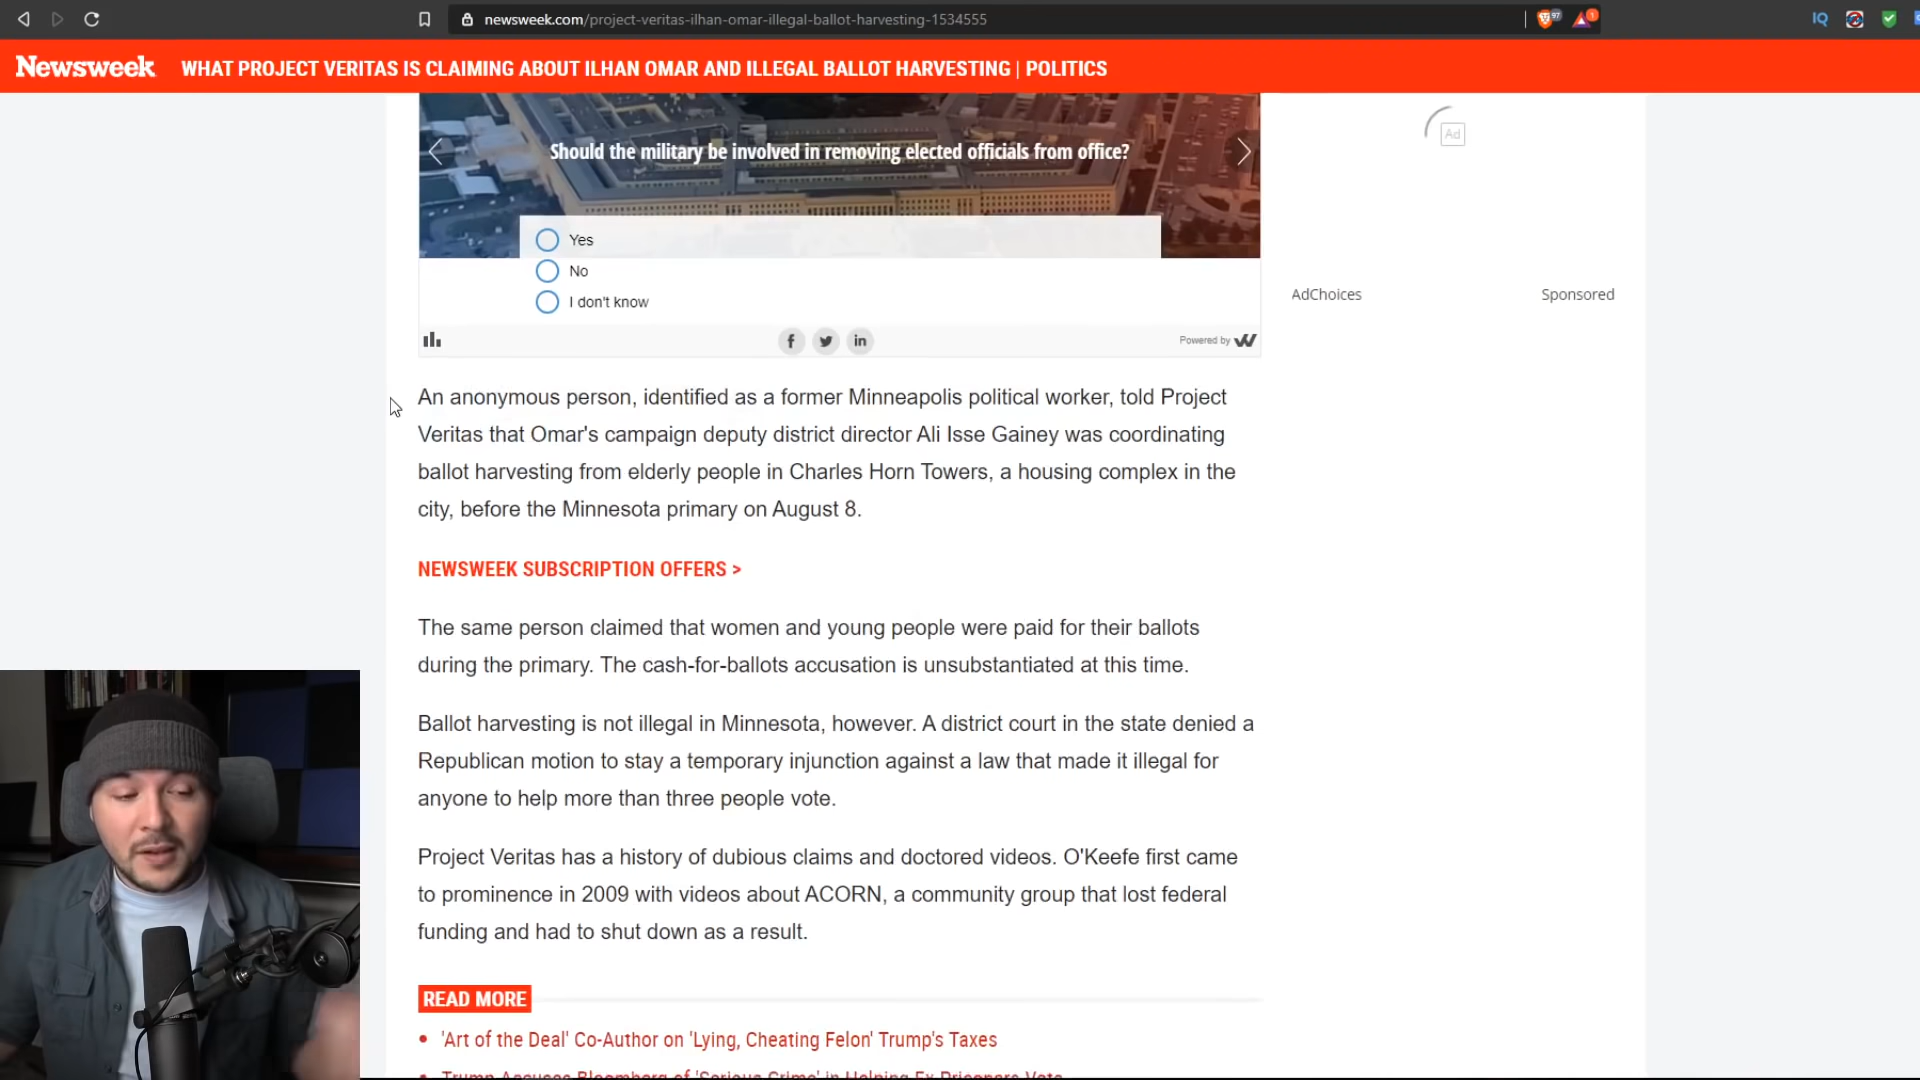 newsweek.com/project-veritas-ilhan-omar-illegal-ballot-harvesting-1534555
97
1
IQ
Newsweek WHAT PROJECT VERITAS IS CLAIMING ABOUT ILHAN OMAR AND ILLEGAL BALLOT HARVESTING | POLITICS
Ad
Should the military be involved in removing elected officials from office?
Yes
No
I don't know
AdChoices Sponsored
Powered by
An anonymous person, identified as a former Minneapolis political worker, told Project
Veritas that Omar's campaign deputy district director Ali Isse Gainey was coordinating
ballot harvesting from elderly people in Charles Horn Towers, a housing complex in the
city, before the Minnesota primary on August 8.
NEWSWEEK SUBSCRIPTION OFFERS >
The same person claimed that women and young people were paid for their ballots
during the primary. The cash-for-ballots accusation is unsubstantiated at this time.
Ballot harvesting is not illegal in Minnesota, however. A district court in the state denied a
Republican motion to stay a temporary injunction against a law that made it illegal for
anyone to help more than three people vote.
Project Veritas has a history of dubious claims and doctored videos. O'Keefe first came
to prominence in 2009 with videos about ACORN, a community group that lost federal
funding and had to shut down as a result.
READ MORE
• 'Art of the Deal' Co-Author on 'Lying, Cheating Felon' Trump's Taxes
• Trump Accuses Bloomberg of 'Serious Crime' in Helping Ex-Prisoners Vote